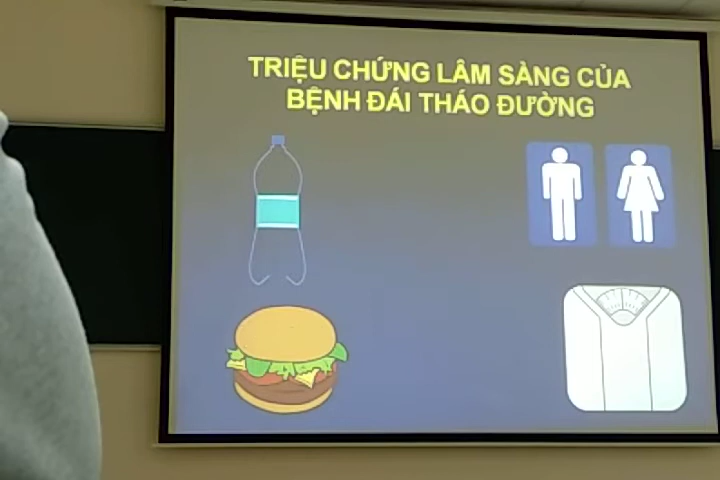 TRIỆU CHỨNG LÂM SÀNG CỦA
BỆNH ĐÁI THÁO ĐƯỜNG